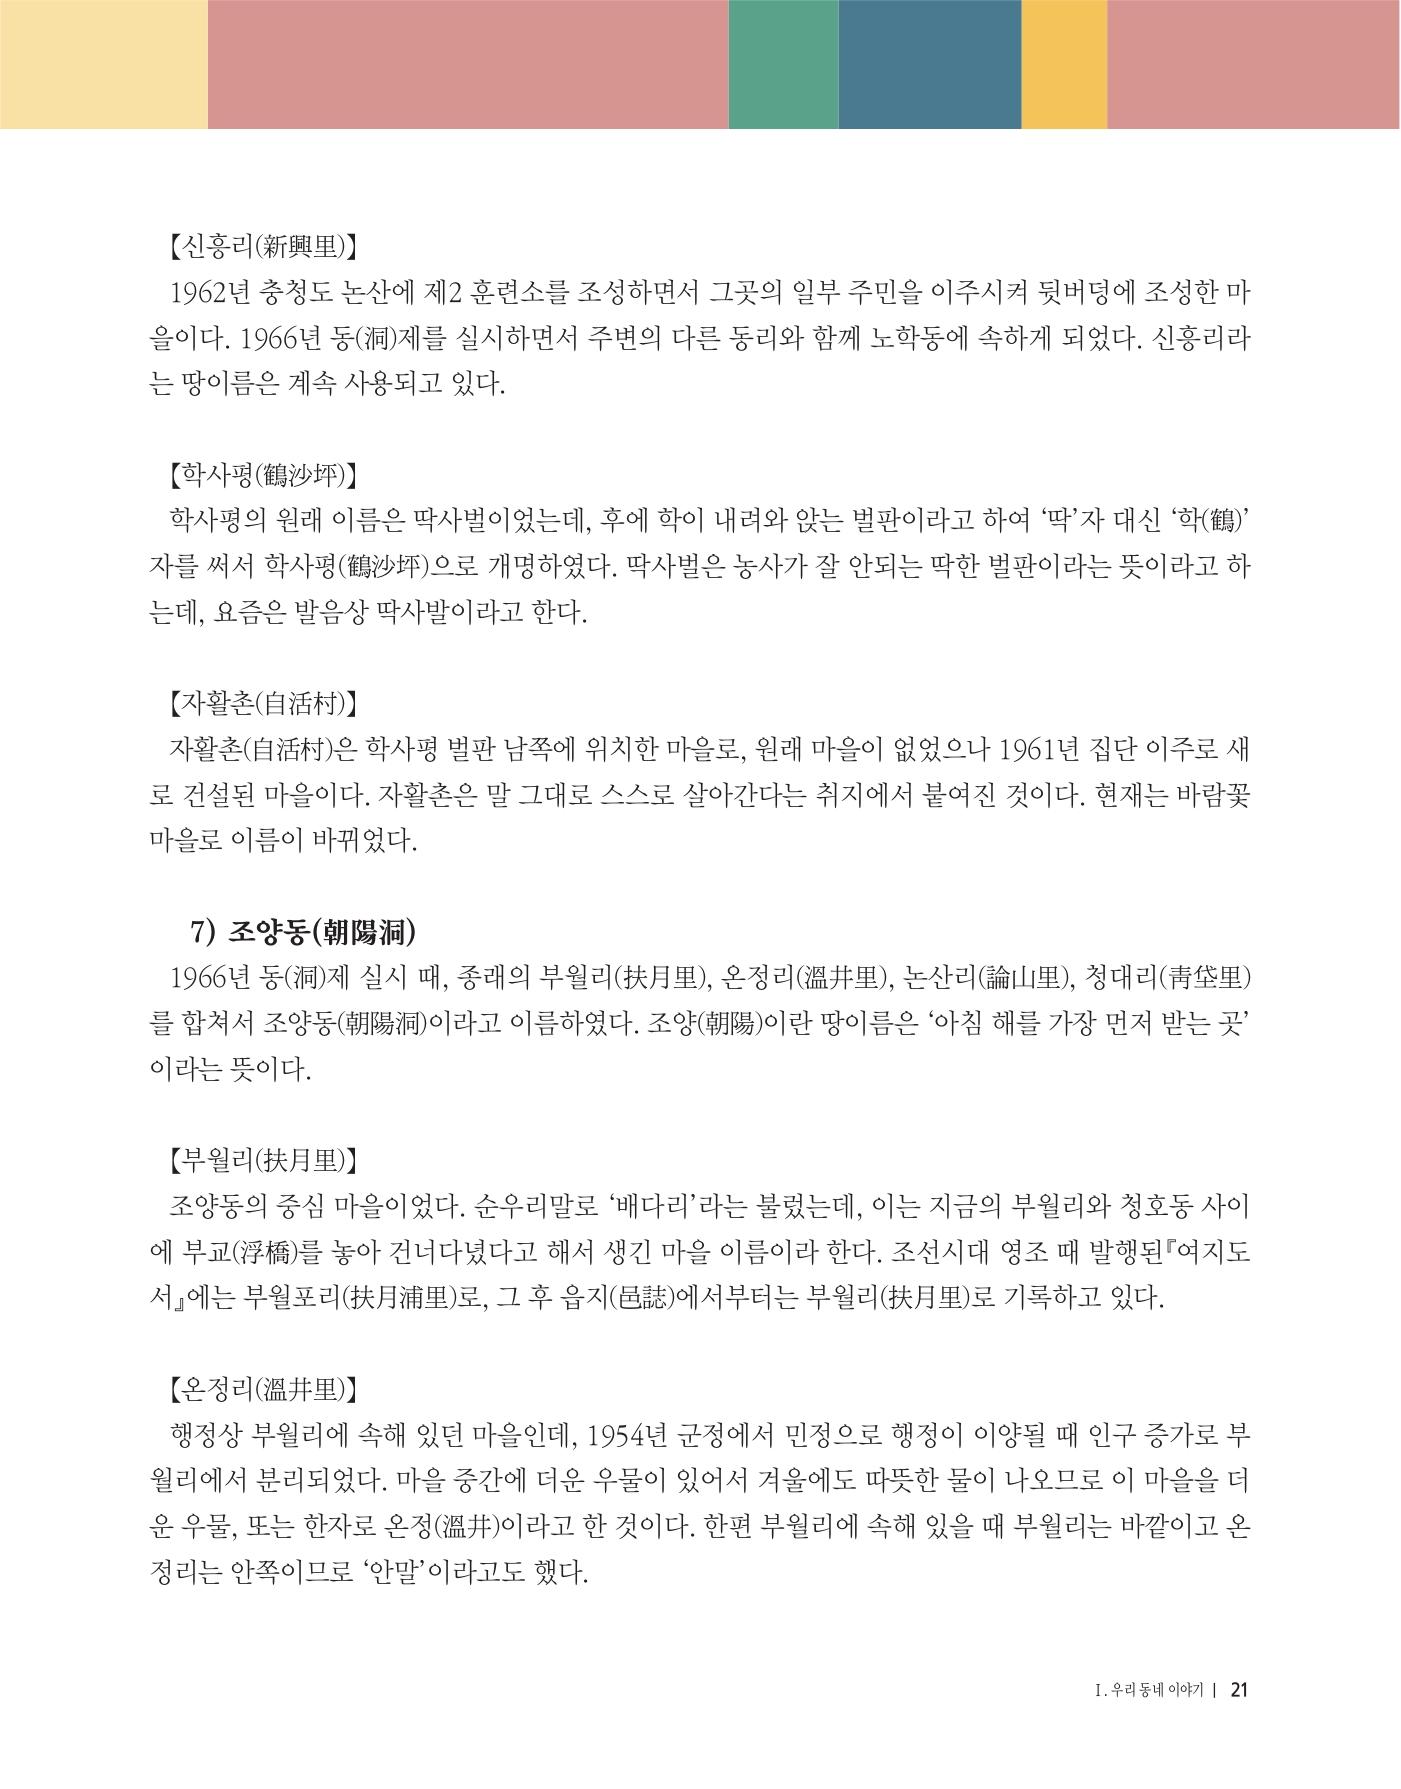 【신흥리(新興里)】
1962년 충청도 논산에 제2 훈련소를 조성하면서 그곳의 일부 주민을 이주시켜 뒷버덩에 조성한 마
을이다. 1966년 동(洞)제를 실시하면서 주변의 다른 동리와 함께 노학동에 속하게 되었다. 신흥리라
는 땅이름은 계속 사용되고 있다.
【학사평(鶴沙坪)】
학사평의 원래 이름은 딱사벌이었는데, 후에 학이 내려와 앉는 벌판이라고 하여 ‘딱’자 대신 ‘학(鶴)’
자를 써서 학사평(鶴沙坪)으로 개명하였다. 딱사벌은 농사가 잘 안되는 딱한 벌판이라는 뜻이라고 하
는데, 요즘은 발음상 딱사발이라고 한다.
【자활촌(自活村)】
자활촌(自活村)은 학사평 벌판 남쪽에 위치한 마을로, 원래 마을이 없었으나 1961년 집단 이주로 새
로 건설된 마을이다. 자활촌은 말 그대로 스스로 살아간다는 취지에서 붙여진 것이다. 현재는 바람꽃
마을로 이름이 바뀌었다.
7) 조양동(朝陽洞)
1966년 동(洞)제 실시 때, 종래의 부월리(扶月里), 온정리(溫井里), 논산리(論山里), 청대리(靑垈里)
를 합쳐서 조양동(朝陽洞)이라고 이름하였다. 조양(朝陽)이란 땅이름은 ‘아침 해를 가장 먼저 받는 곳’
이라는 뜻이다.
【부월리(扶月里)】
조양동의 중심 마을이었다. 순우리말로 ‘배다리’라는 불렀는데, 이는 지금의 부월리와 청호동 사이
에 부교(浮橋)를 놓아 건너다녔다고 해서 생긴 마을 이름이라 한다. 조선시대 영조 때 발행된『여지도
서』에는 부월포리(扶月浦里)로, 그 후 읍지(邑誌)에서부터는 부월리(扶月里)로 기록하고 있다.
【온정리(溫井里)】
행정상 부월리에 속해 있던 마을인데, 1954년 군정에서 민정으로 행정이 이양될 때 인구 증가로 부
월리에서 분리되었다. 마을 중간에 더운 우물이 있어서 겨울에도 따뜻한 물이 나오므로 이 마을을 더
운 우물, 또는 한자로 온정(溫井)이라고 한 것이다. 한편 부월리에 속해 있을 때 부월리는 바깥이고 온
정리는 안쪽이므로 ‘안말’이라고도 했다.
Ⅰ. 우리 동네 이야기 | 21